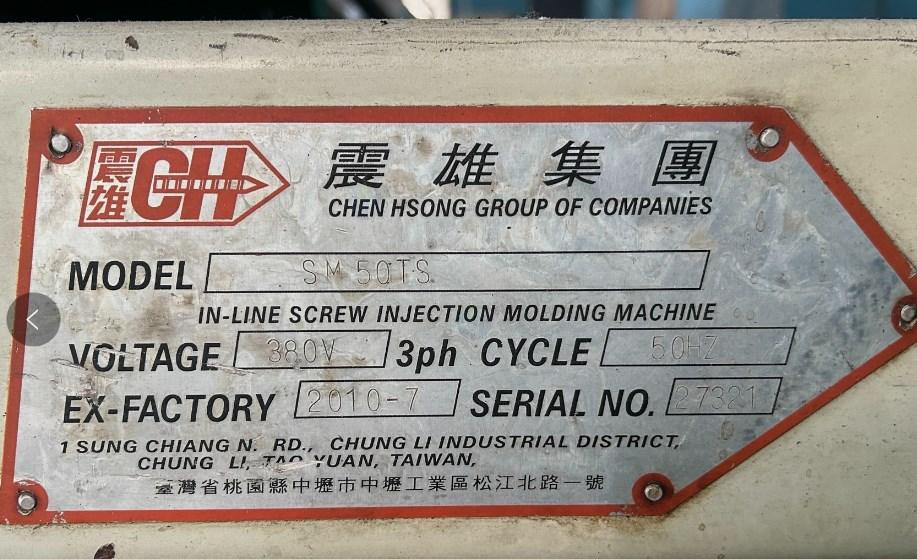 震雄 CH
震雄集團
CHEN HSONG GROUP OF COMPANIES
MODEL SM 50TS
IN-LINE SCREW INJECTION MOLDING MACHINE
VOLTAGE 380V 3ph CYCLE 50HZ
EX-FACTORY 2010-7 SERIAL NO. 27321
1 SUNG CHIANG N. RD., CHUNG LI INDUSTRIAL DISTRICT,
CHUNG LI, TAO YUAN, TAIWAN,
臺灣省桃園縣中壢市中壢工業區松江北路一號